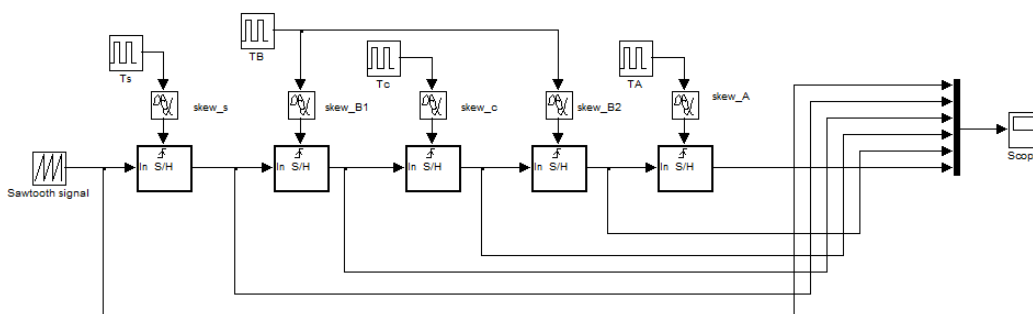 TB
Ts
Tc
TA
skew_s
skew_B1
skew_c
skew_B2
skew_A
In S/H
In S/H
In S/H
In S/H
In S/H
Sawtooth signal
Scop